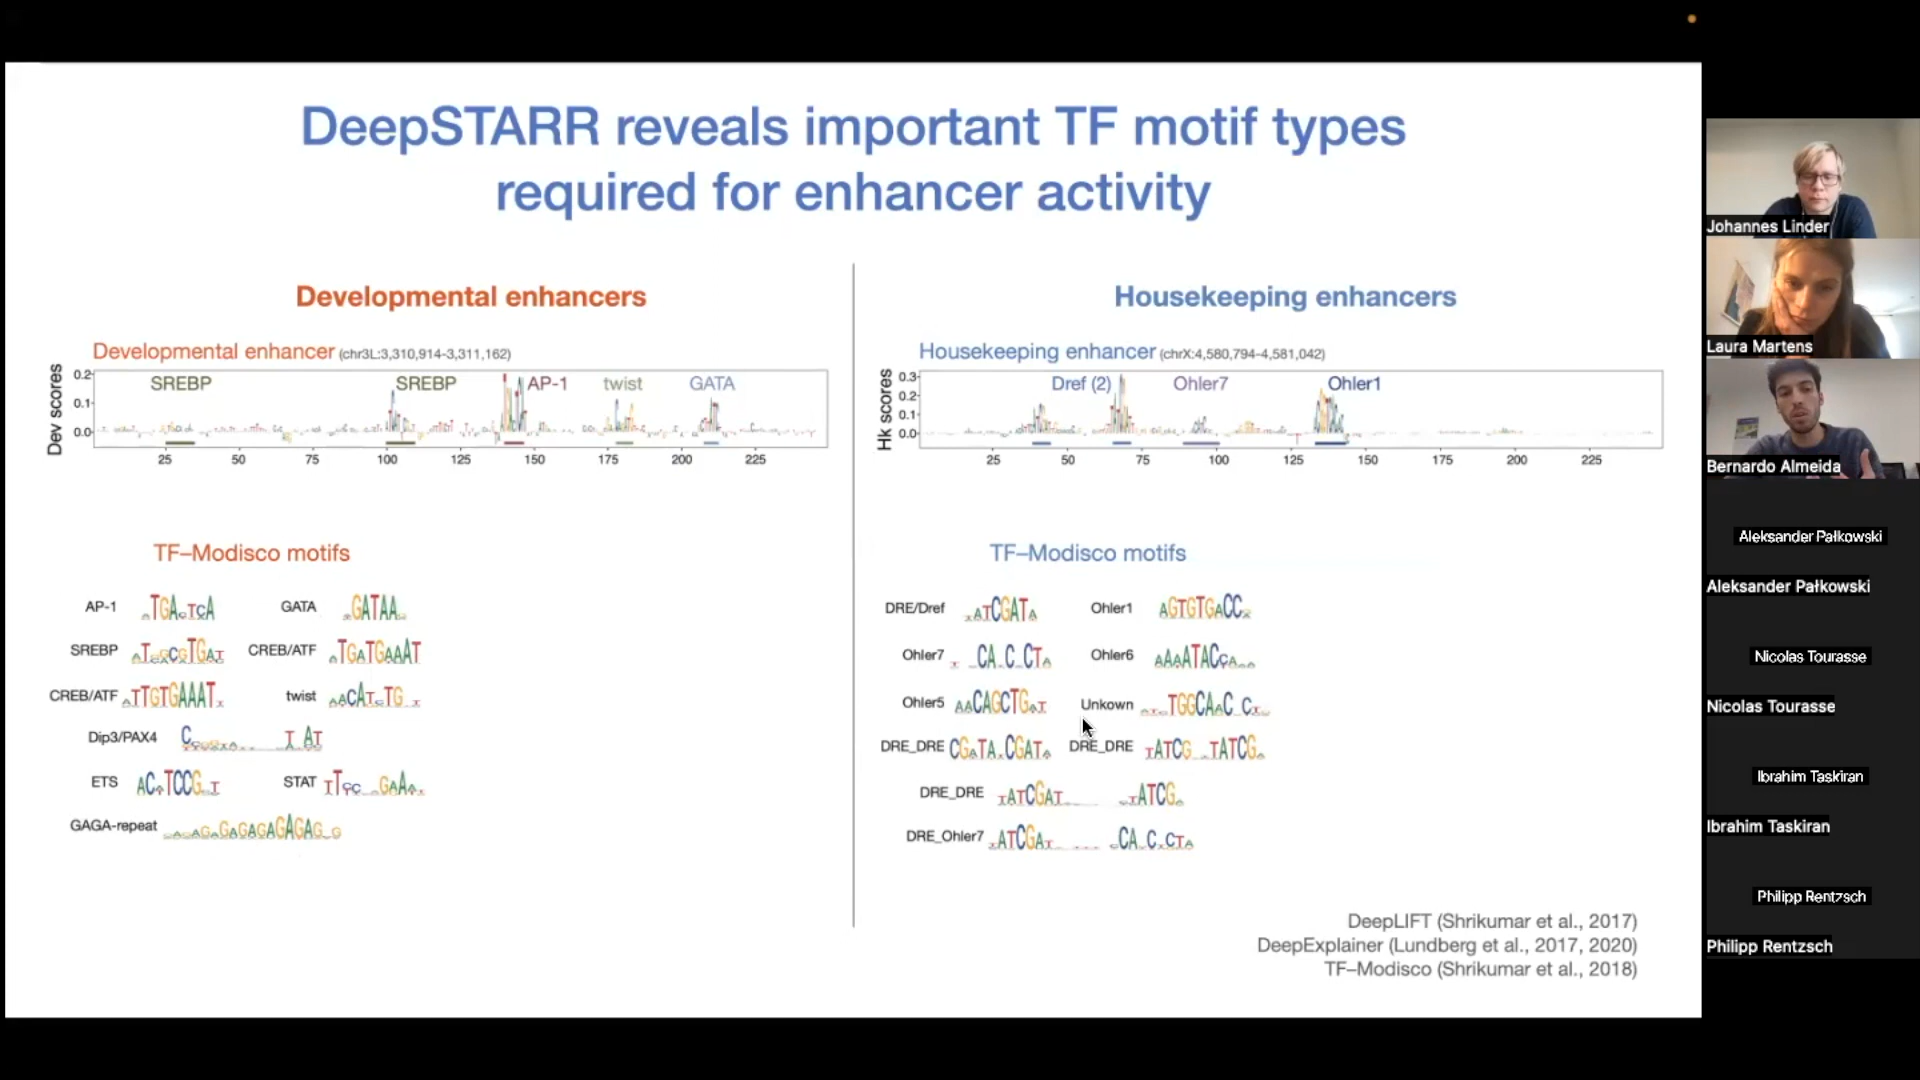 DeepSTARR reveals important TF motif types
required for enhancer activity
Developmental enhancers
Developmental enhancer (chr3L:3,310,914-3,311,162)
Dev scores
0.2
0.1
0.0
SREBP SREBP AP-1 twist GATA
25 50 75 100 125 150 175 200 225
TF–Modisco motifs
AP-1
GATA
SREBP
CREB/ATF
CREB/ATF
twist
Dip3/PAX4
ETS
STAT
GAGA-repeat
Housekeeping enhancers
Housekeeping enhancer (chrX:4,580,794-4,581,042)
Hk scores
0.3
0.2
0.1
0.0
Dref (2) Ohler7 Ohler1
25 50 75 100 125 150 175 200 225
TF–Modisco motifs
DRE/Dref
Ohler1
Ohler7
Ohler6
Ohler5
Unkown
DRE_DRE
DRE_DRE
DRE_DRE
DRE_Ohler7
DeepLIFT (Shrikumar et al., 2017)
DeepExplainer (Lundberg et al., 2017, 2020)
TF–Modisco (Shrikumar et al., 2018)
Johannes Linder
Laura Martens
Bernardo Almeida
Aleksander Pałkowski
Aleksander Pałkowski
Nicolas Tourasse
Nicolas Tourasse
Ibrahim Taskiran
Ibrahim Taskiran
Philipp Rentzsch
Philipp Rentzsch